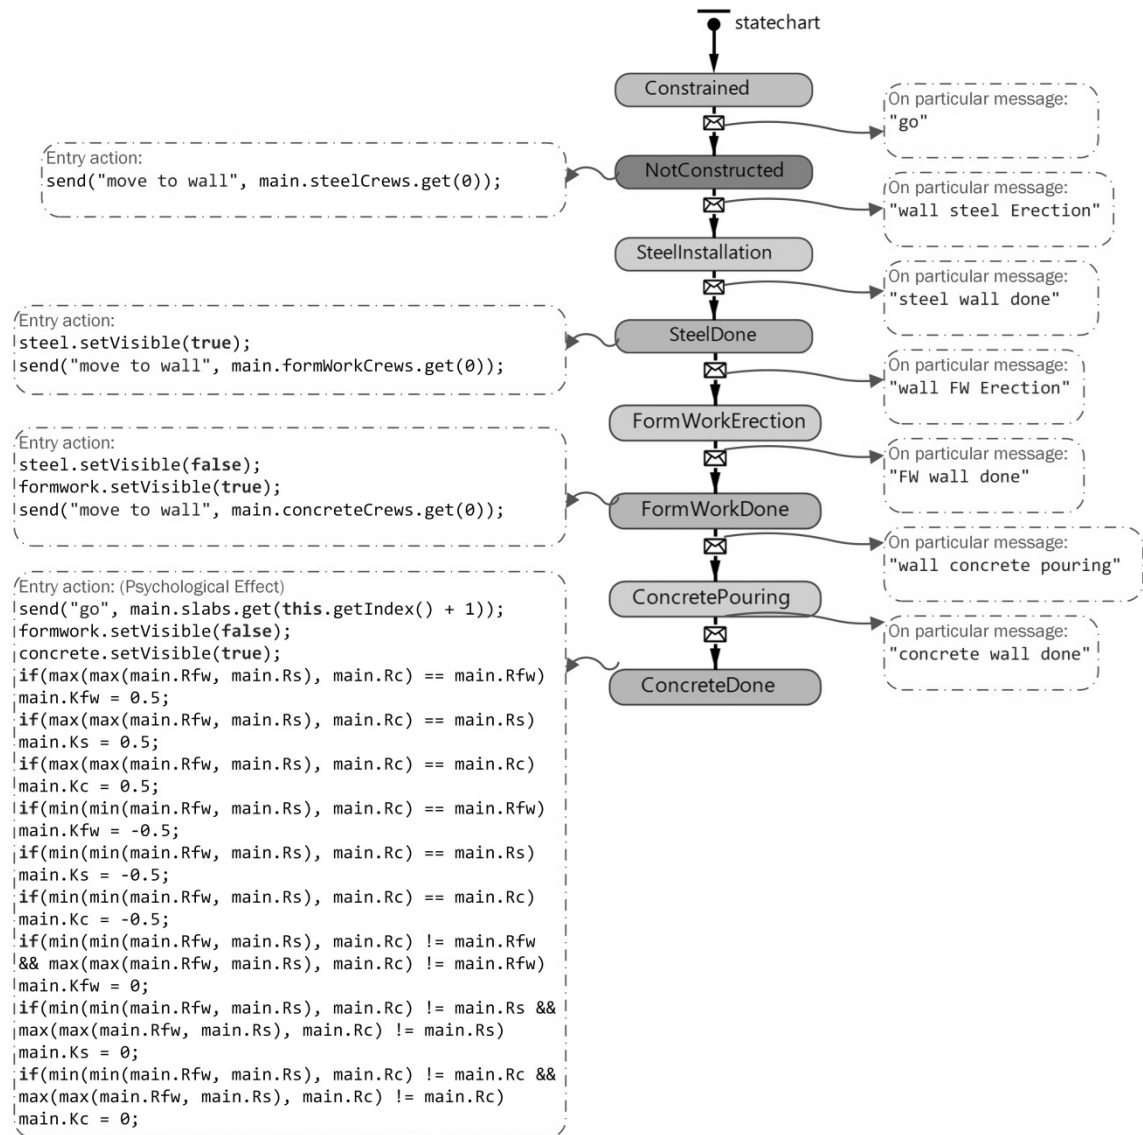 statechart
Constrained
On particular message:
"go"
Entry action:
send("move to wall", main.steelCrews.get(0));
NotConstructed
On particular message:
"wall steel Erection"
SteelInstallation
On particular message:
"steel wall done"
Entry action:
steel.setVisible(true);
send("move to wall", main.formWorkCrews.get(0));
SteelDone
On particular message:
"wall FW Erection"
FormWorkErection
On particular message:
"FW wall done"
Entry action:
steel.setVisible(false);
formwork.setVisible(true);
send("move to wall", main.concreteCrews.get(0));
FormWorkDone
On particular message:
"wall concrete pouring"
ConcretePouring
On particular message:
"concrete wall done"
ConcreteDone
Entry action: (Psychological Effect)
send("go", main.slabs.get(this.getIndex() + 1));
formwork.setVisible(false);
concrete.setVisible(true);
if(max(max(main.Rfw, main.Rs), main.Rc) == main.Rfw)
main.Kfw = 0.5;
if(max(max(main.Rfw, main.Rs), main.Rc) == main.Rs)
main.Ks = 0.5;
if(max(max(main.Rfw, main.Rs), main.Rc) == main.Rc)
main.Kc = 0.5;
if(min(min(main.Rfw, main.Rs), main.Rc) == main.Rfw)
main.Kfw = -0.5;
if(min(min(main.Rfw, main.Rs), main.Rc) == main.Rs)
main.Ks = -0.5;
if(min(min(main.Rfw, main.Rs), main.Rc) == main.Rc)
main.Kc = -0.5;
if(min(min(main.Rfw, main.Rs), main.Rc) != main.Rfw
&& max(max(main.Rfw, main.Rs), main.Rc) != main.Rfw)
main.Kfw = 0;
if(min(min(main.Rfw, main.Rs), main.Rc) != main.Rs &&
max(max(main.Rfw, main.Rs), main.Rc) != main.Rs)
main.Ks = 0;
if(min(min(main.Rfw, main.Rs), main.Rc) != main.Rc &&
max(max(main.Rfw, main.Rs), main.Rc) != main.Rc)
main.Kc = 0;